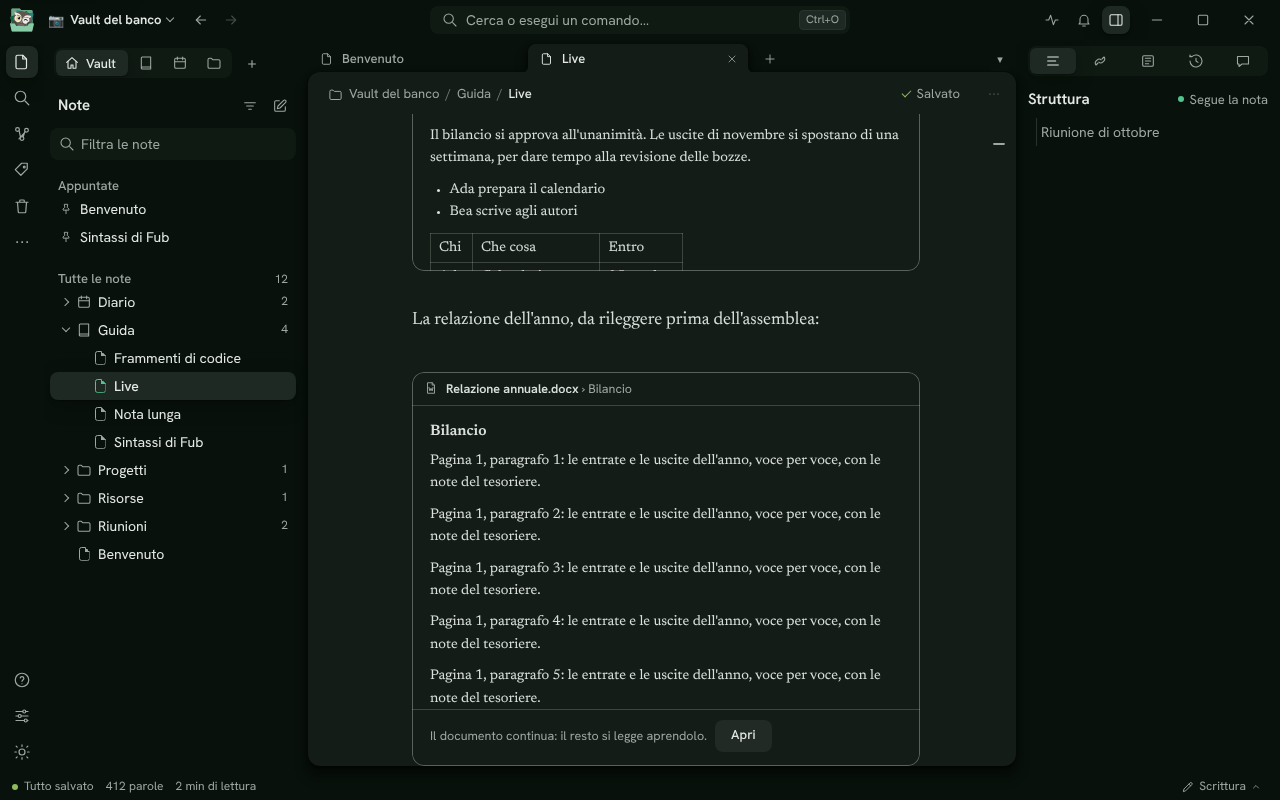 Vault del banco
Cerca o esegui un comando...
Ctrl+O
Vault
Benvenuto
Live
Note
Filtra le note
Appuntate
Benvenuto
Sintassi di Fub
Tutte le note 12
Diario 2
Guida 4
Frammenti di codice
Live
Nota lunga
Sintassi di Fub
Progetti 1
Risorse 1
Riunioni 2
Benvenuto
Vault del banco / Guida / Live
Salvato
Il bilancio si approva all'unanimità. Le uscite di novembre si spostano di una
settimana, per dare tempo alla revisione delle bozze.
• Ada prepara il calendario
• Bea scrive agli autori
Chi Che cosa Entro
La relazione dell'anno, da rileggere prima dell'assemblea:
Relazione annuale.docx › Bilancio
Bilancio
Pagina 1, paragrafo 1: le entrate e le uscite dell'anno, voce per voce, con le
note del tesoriere.
Pagina 1, paragrafo 2: le entrate e le uscite dell'anno, voce per voce, con le
note del tesoriere.
Pagina 1, paragrafo 3: le entrate e le uscite dell'anno, voce per voce, con le
note del tesoriere.
Pagina 1, paragrafo 4: le entrate e le uscite dell'anno, voce per voce, con le
note del tesoriere.
Pagina 1, paragrafo 5: le entrate e le uscite dell'anno, voce per voce, con le
note del tesoriere.
Il documento continua: il resto si legge aprendolo.
Apri
Struttura
Segue la nota
Riunione di ottobre
Tutto salvato 412 parole 2 min di lettura
Scrittura